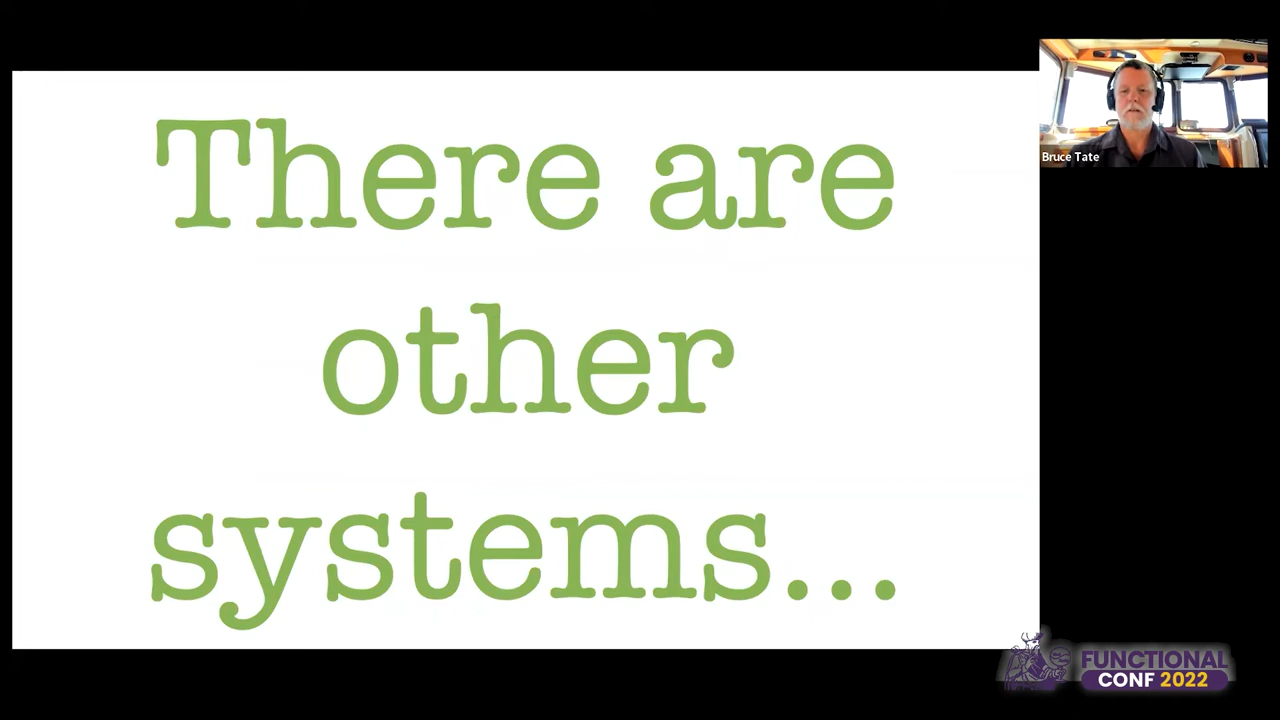 There are
other
systems...
Bruce Tate
FUNCTIONAL
CONF 2022